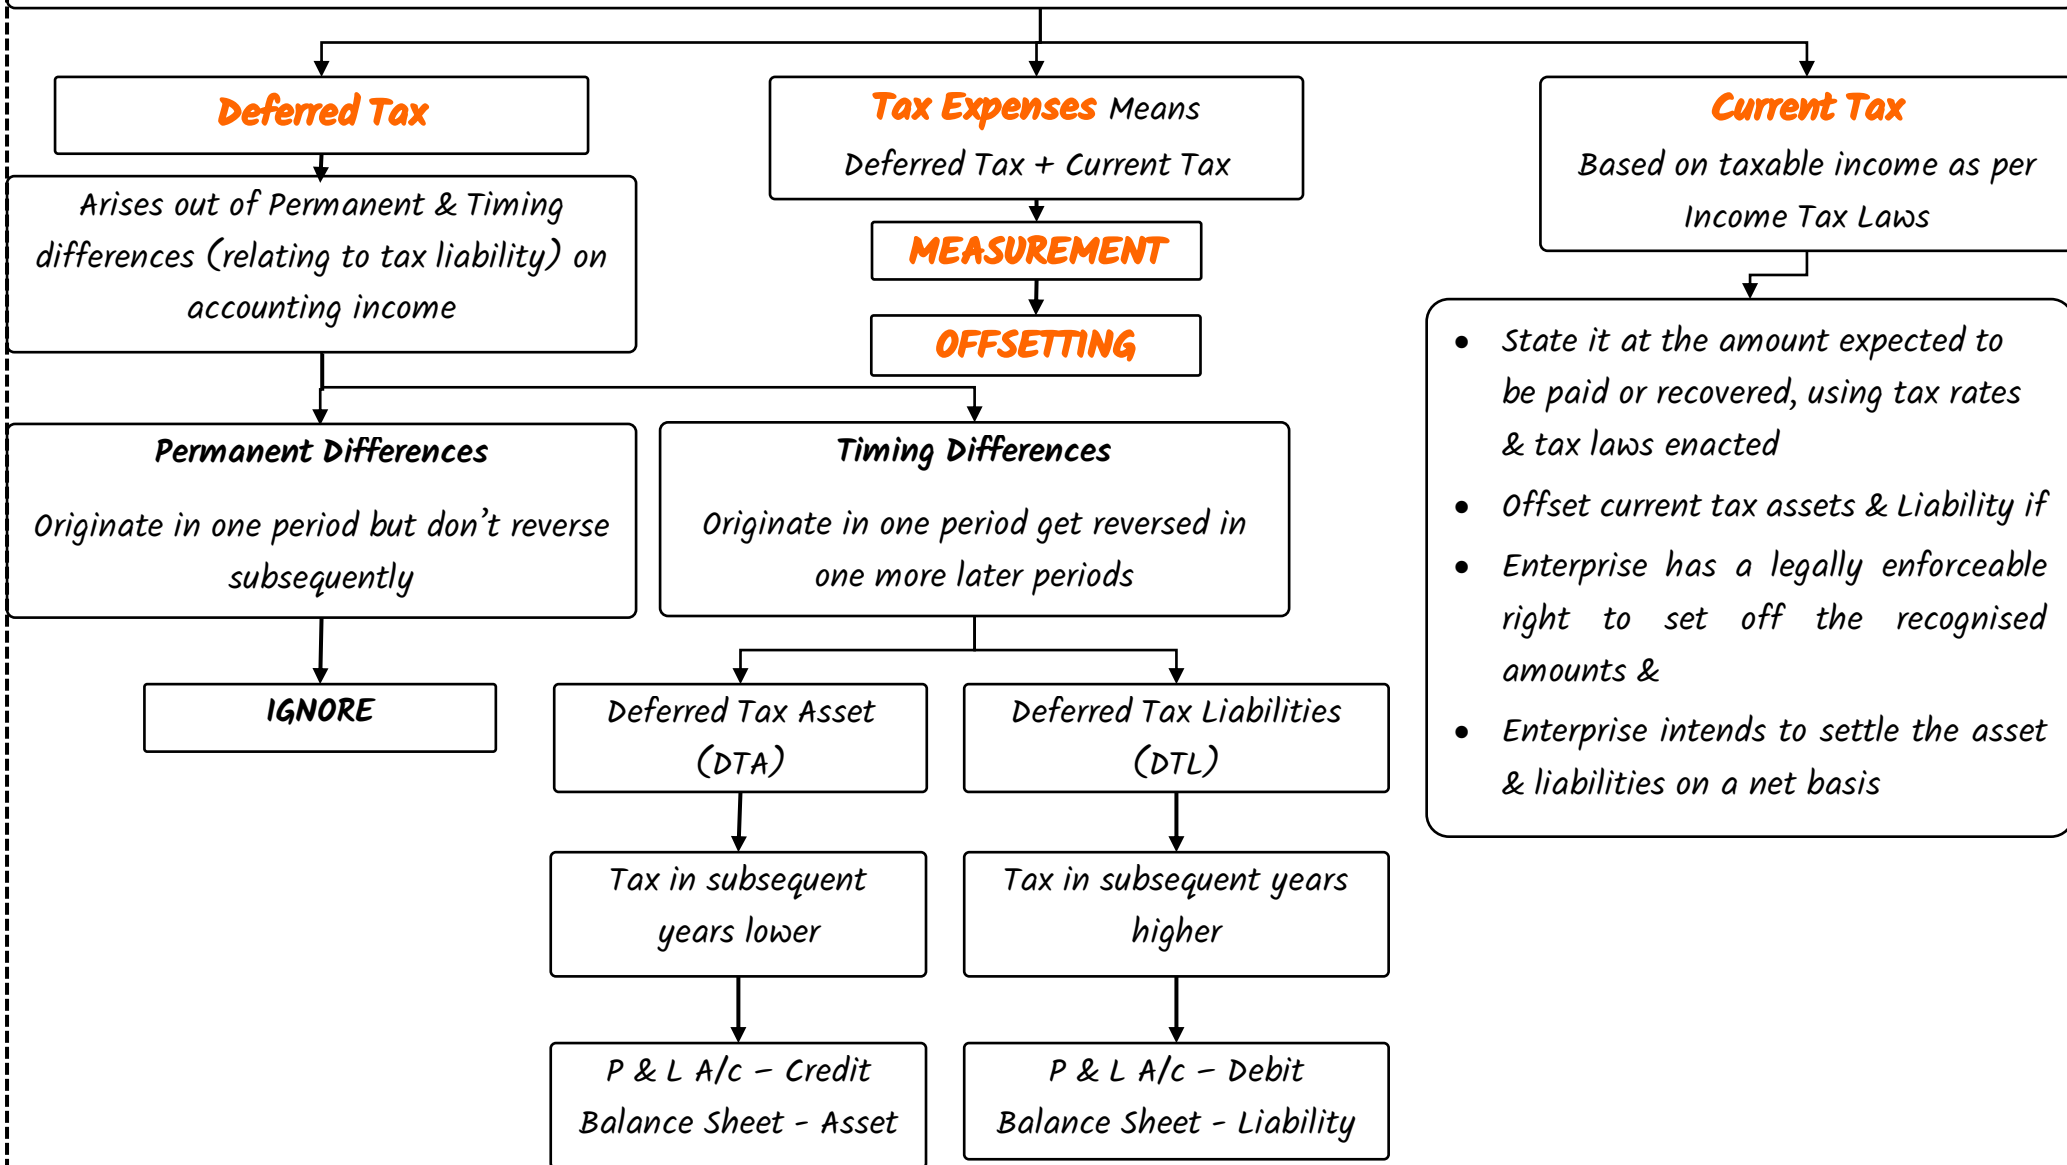 Deferred Tax
Arises out of Permanent & Timing
differences (relating to tax liability) on
accounting income
Tax Expenses Means
Deferred Tax + Current Tax
MEASUREMENT
OFFSETTING
Current Tax
Based on taxable income as per
Income Tax Laws
• State it at the amount expected to
be paid or recovered, using tax rates
& tax laws enacted
• Offset current tax assets & Liability if
• Enterprise has a legally enforceable
right to set off the recognised
amounts &
• Enterprise intends to settle the asset
& liabilities on a net basis
Permanent Differences
Originate in one period but don’t reverse
subsequently
IGNORE
Timing Differences
Originate in one period get reversed in
one more later periods
Deferred Tax Asset
(DTA)
Tax in subsequent
years lower
P & L A/c – Credit
Balance Sheet - Asset
Deferred Tax Liabilities
(DTL)
Tax in subsequent years
higher
P & L A/c – Debit
Balance Sheet - Liability